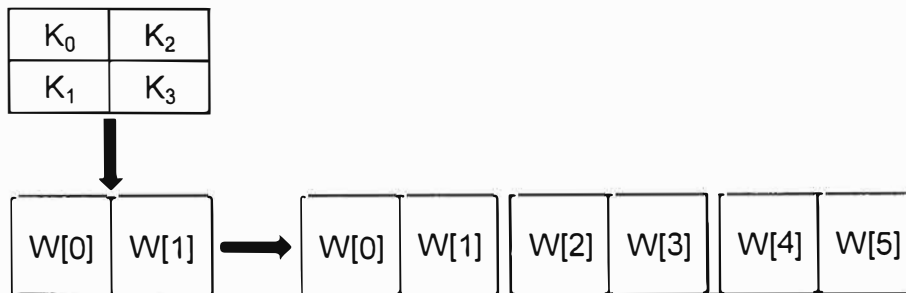 K₀ K₂
K₁ K₃
W[0] W[1] W[0] W[1] W[2] W[3] W[4] W[5]